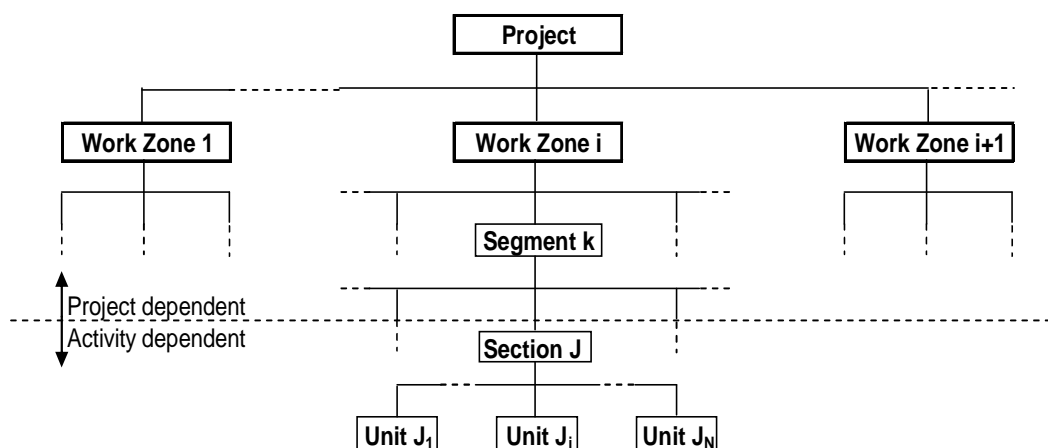 Project
Work Zone 1
Work Zone i
Work Zone i+1
Segment k
Project dependent
Activity dependent
Section J
Unit J₁
Unit Jᵢ
Unit J_N